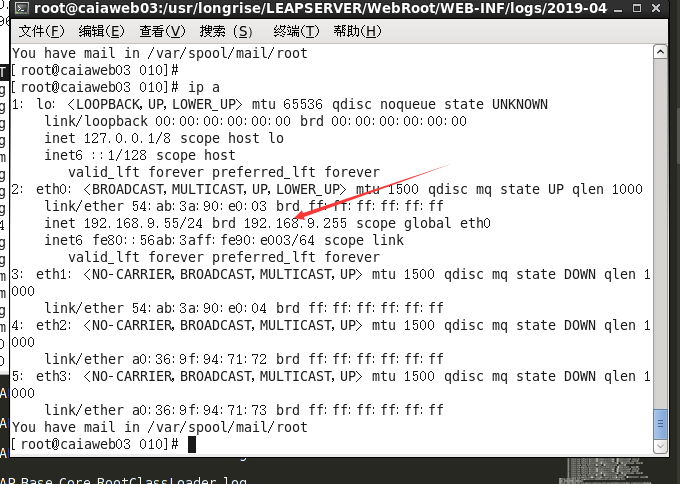 root@caiaweb03:/usr/longrise/LEAPSERVER/WebRoot/WEB-INF/logs/2019-04
文件(F) 编辑(E) 查看(V) 搜索 (S) 终端(T) 帮助(H)
You have mail in /var/spool/mail/root
[root@caiaweb03 010]#
[root@caiaweb03 010]# ip a
1: lo: <LOOPBACK,UP,LOWER_UP> mtu 65536 qdisc noqueue state UNKNOWN
link/loopback 00:00:00:00:00:00 brd 00:00:00:00:00:00
inet 127.0.0.1/8 scope host lo
inet6 ::1/128 scope host
valid_lft forever preferred_lft forever
2: eth0: <BROADCAST,MULTICAST,UP,LOWER_UP> mtu 1500 qdisc mq state UP qlen 1000
link/ether 54:ab:3a:90:e0:03 brd ff:ff:ff:ff:ff:ff
inet 192.168.9.55/24 brd 192.168.9.255 scope global eth0
inet6 fe80::56ab:3aff:fe90:e003/64 scope link
valid_lft forever preferred_lft forever
3: eth1: <NO-CARRIER,BROADCAST,MULTICAST,UP> mtu 1500 qdisc mq state DOWN qlen 1
000
link/ether 54:ab:3a:90:e0:04 brd ff:ff:ff:ff:ff:ff
4: eth2: <NO-CARRIER,BROADCAST,MULTICAST,UP> mtu 1500 qdisc mq state DOWN qlen 1
000
link/ether a0:36:9f:94:71:72 brd ff:ff:ff:ff:ff:ff
5: eth3: <NO-CARRIER,BROADCAST,MULTICAST,UP> mtu 1500 qdisc mq state DOWN qlen 1
000
link/ether a0:36:9f:94:71:73 brd ff:ff:ff:ff:ff:ff
You have mail in /var/spool/mail/root
[root@caiaweb03 010]#
AP Base Core RootClassLoader log